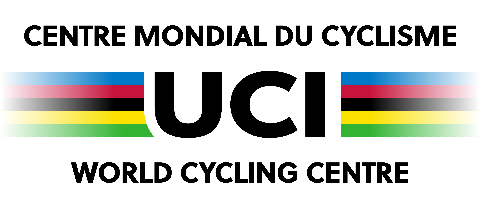 CENTRE MONDIAL DU CYCLISME
UCI
WORLD CYCLING CENTRE